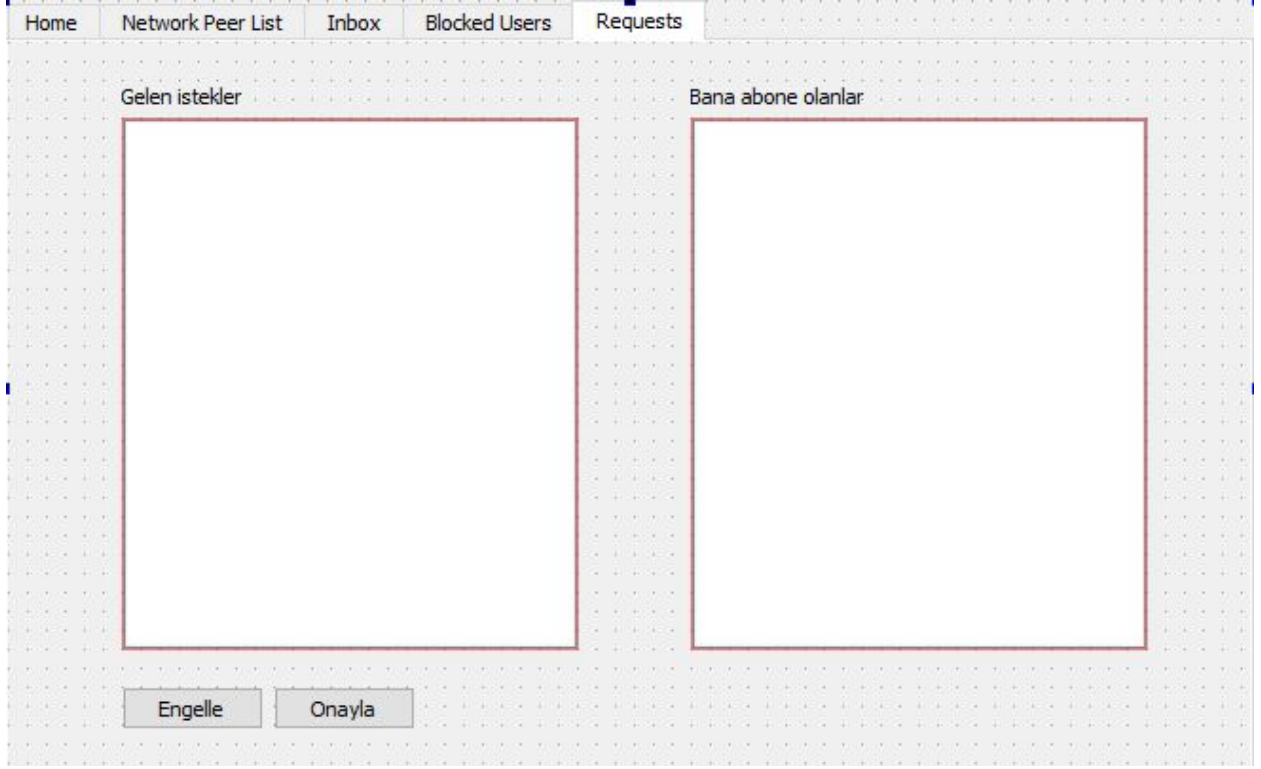 Home Network Peer List Inbox Blocked Users Requests
Gelen istekler Bana abone olanlar
Engelle Onayla